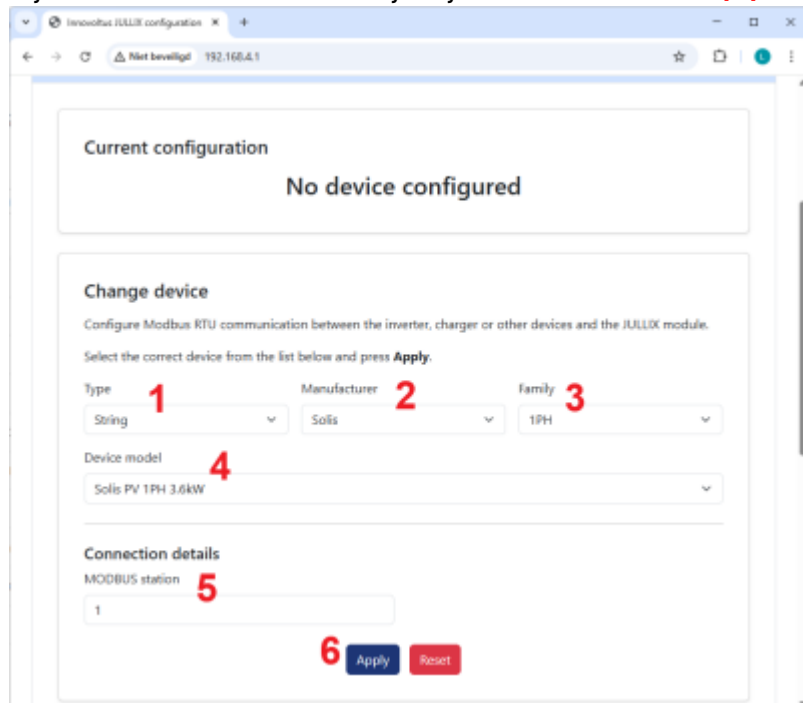 Innovoltus JULLIX configuration
Niet beveiligd 192.168.4.1
L
Current configuration
No device configured
Change device
Configure Modbus RTU communication between the inverter, charger or other devices and the JULLIX module.
Select the correct device from the list below and press Apply.
Type 1 Manufacturer 2 Family 3
String Solis 1PH
Device model 4
Solis PV 1PH 3.6kW
Connection details
MODBUS station 5
1
6 Apply Reset